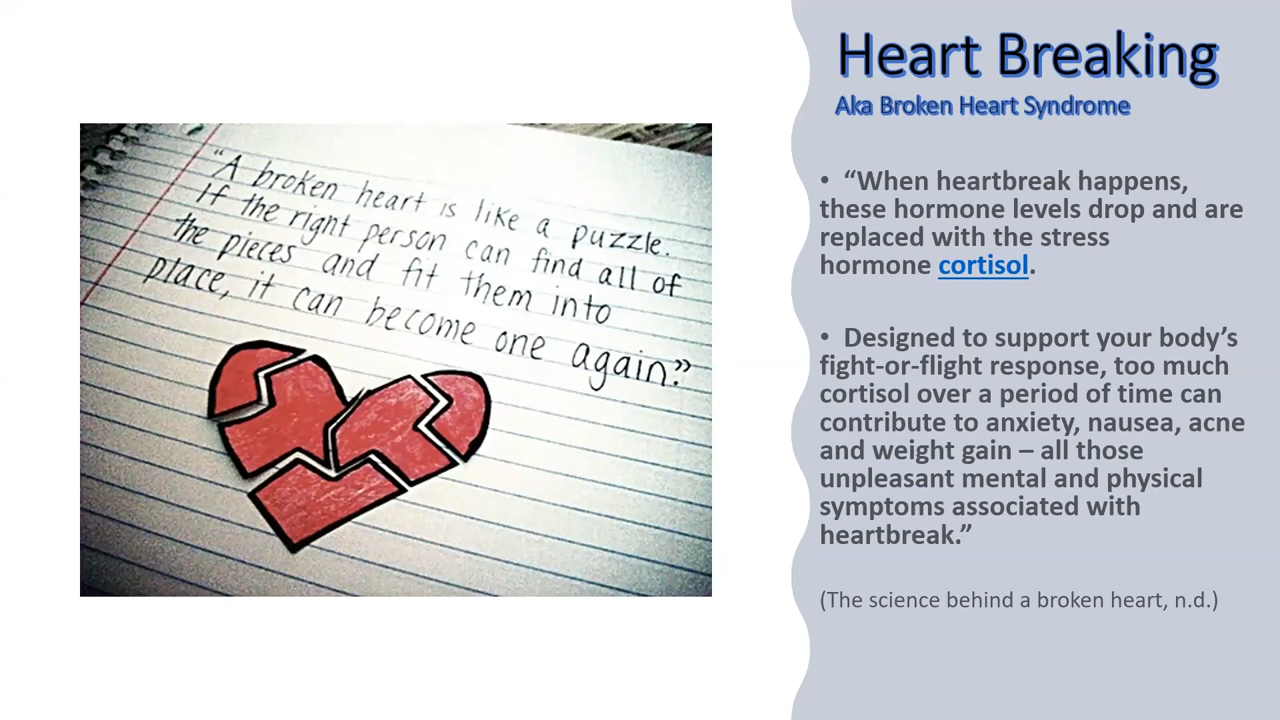 "A broken heart is like a puzzle.
If the right person can find all of
the pieces and fit them into
place, it can become one again."
Heart Breaking
Aka Broken Heart Syndrome
• “When heartbreak happens,
these hormone levels drop and are
replaced with the stress
hormone cortisol.
• Designed to support your body’s
fight-or-flight response, too much
cortisol over a period of time can
contribute to anxiety, nausea, acne
and weight gain – all those
unpleasant mental and physical
symptoms associated with
heartbreak.”
(The science behind a broken heart, n.d.)